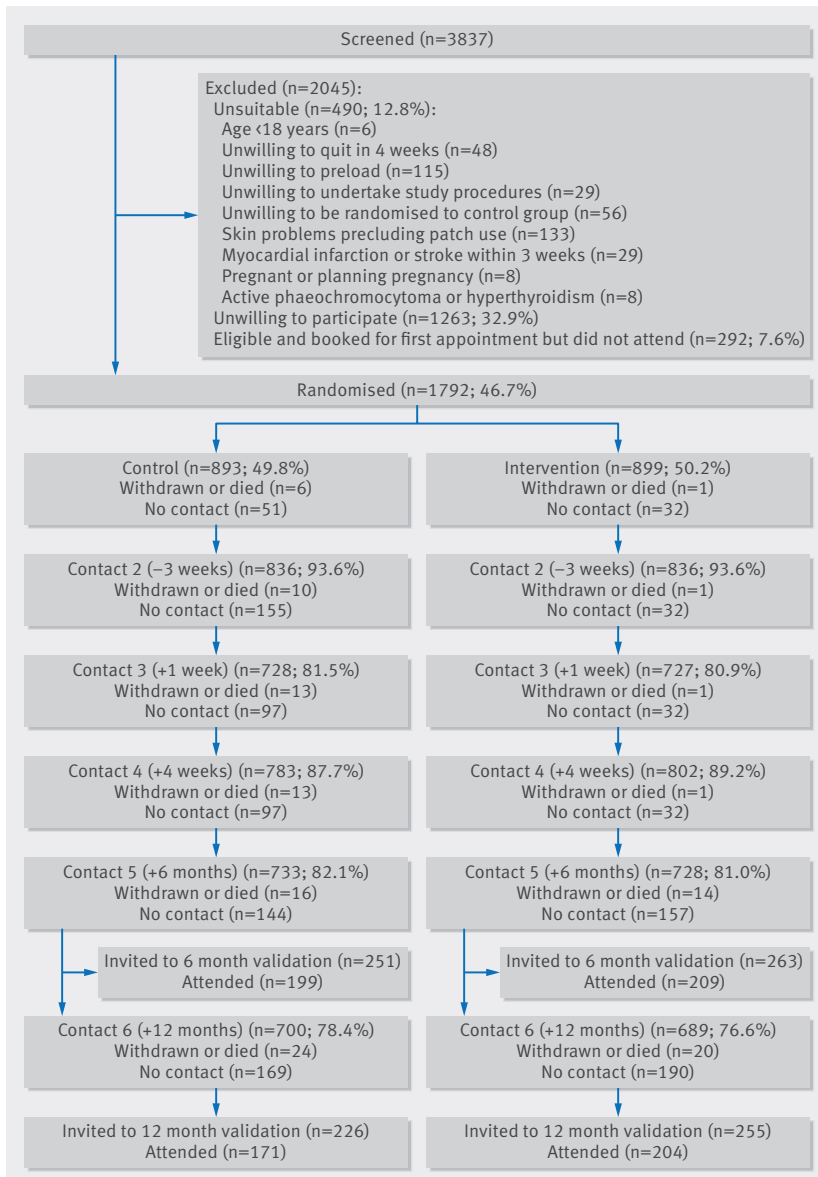 Screened (n=3837)
Excluded (n=2045):
Unsuitable (n=490; 12.8%):
Age <18 years (n=6)
Unwilling to quit in 4 weeks (n=48)
Unwilling to preload (n=115)
Unwilling to undertake study procedures (n=29)
Unwilling to be randomised to control group (n=56)
Skin problems precluding patch use (n=133)
Myocardial infarction or stroke within 3 weeks (n=29)
Pregnant or planning pregnancy (n=8)
Active phaeochromocytoma or hyperthyroidism (n=8)
Unwilling to participate (n=1263; 32.9%)
Eligible and booked for first appointment but did not attend (n=292; 7.6%)
Randomised (n=1792; 46.7%)
Control (n=893; 49.8%)
Withdrawn or died (n=6)
No contact (n=51)
Intervention (n=899; 50.2%)
Withdrawn or died (n=1)
No contact (n=32)
Contact 2 (−3 weeks) (n=836; 93.6%)
Withdrawn or died (n=10)
No contact (n=155)
Contact 2 (−3 weeks) (n=836; 93.6%)
Withdrawn or died (n=1)
No contact (n=32)
Contact 3 (+1 week) (n=728; 81.5%)
Withdrawn or died (n=13)
No contact (n=97)
Contact 3 (+1 week) (n=727; 80.9%)
Withdrawn or died (n=1)
No contact (n=32)
Contact 4 (+4 weeks) (n=783; 87.7%)
Withdrawn or died (n=13)
No contact (n=97)
Contact 4 (+4 weeks) (n=802; 89.2%)
Withdrawn or died (n=1)
No contact (n=32)
Contact 5 (+6 months) (n=733; 82.1%)
Withdrawn or died (n=16)
No contact (n=144)
Contact 5 (+6 months) (n=728; 81.0%)
Withdrawn or died (n=14)
No contact (n=157)
Invited to 6 month validation (n=251)
Attended (n=199)
Invited to 6 month validation (n=263)
Attended (n=209)
Contact 6 (+12 months) (n=700; 78.4%)
Withdrawn or died (n=24)
No contact (n=169)
Contact 6 (+12 months) (n=689; 76.6%)
Withdrawn or died (n=20)
No contact (n=190)
Invited to 12 month validation (n=226)
Attended (n=171)
Invited to 12 month validation (n=255)
Attended (n=204)